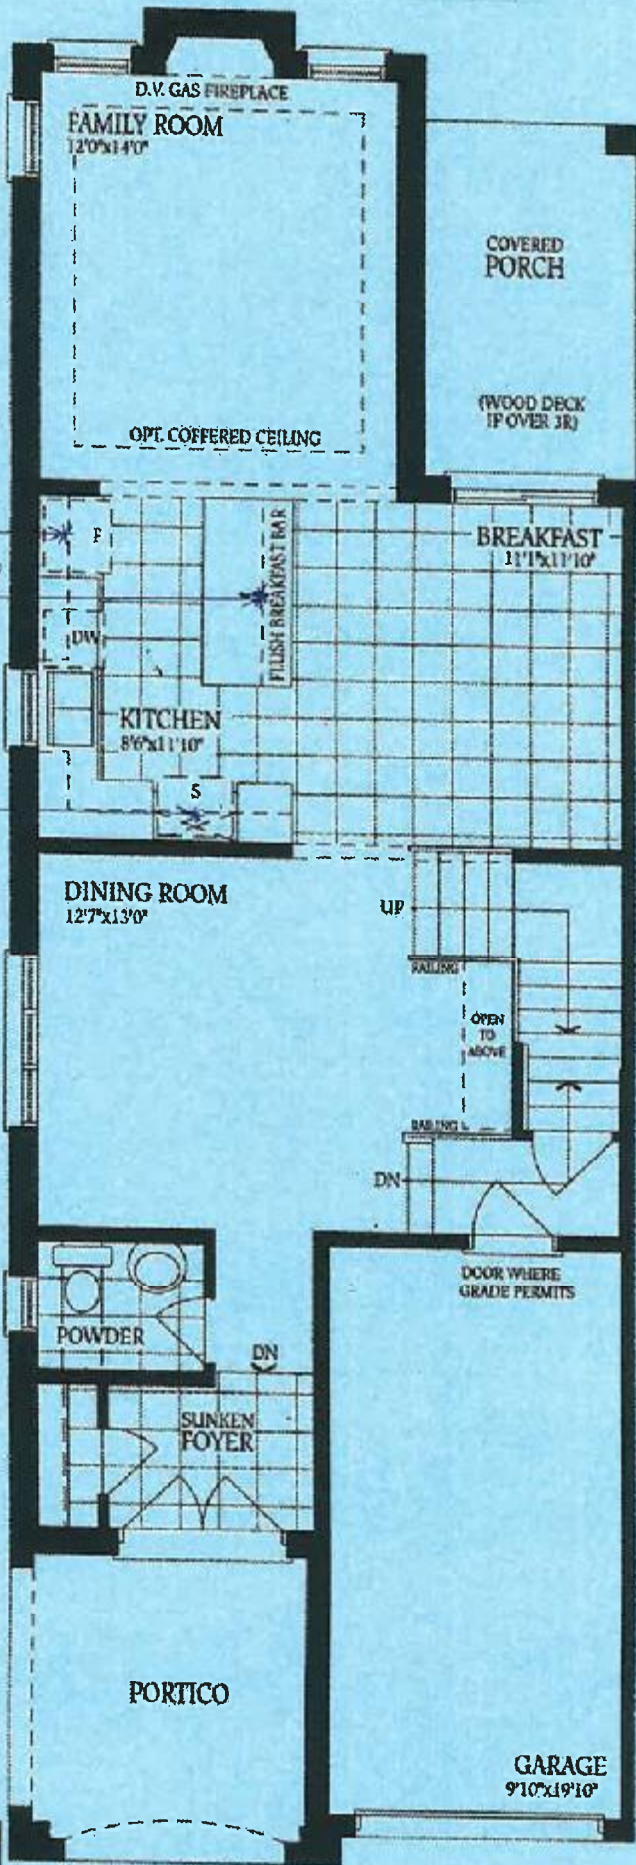 D.V. GAS FIREPLACE
FAMILY ROOM
12'0"x14'0"
COVERED
PORCH
(WOOD DECK
IF OVER 3R)
OPT. COFFERED CEILING
F
FLUSH BREAKFAST BAR
BREAKFAST
11'1"x11'10"
DW
KITCHEN
8'6"x11'10"
S
DINING ROOM
12'7"x13'0"
UP
RAILING
OPEN
TO
ABOVE
RAILING
DN
DOOR WHERE
GRADE PERMITS
POWDER
DN
SUNKEN
FOYER
PORTICO
GARAGE
9'10"x19'10"